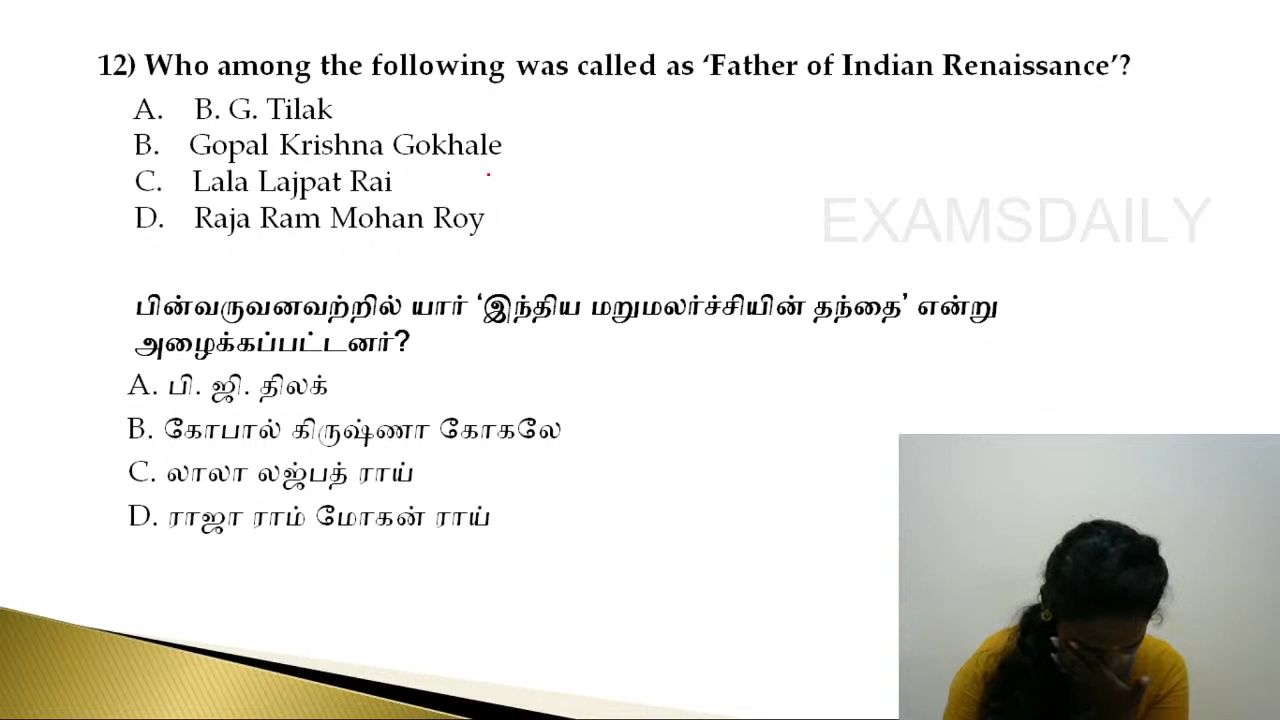 12) Who among the following was called as ‘Father of Indian Renaissance’?
A. B. G. Tilak
B. Gopal Krishna Gokhale
C. Lala Lajpat Rai
D. Raja Ram Mohan Roy
EXAMSDAILY
பின்வருவனவற்றில் யார் ‘இந்திய மறுமலர்ச்சியின் தந்தை’ என்று
அழைக்கப்பட்டனர்?
A. பி. ஜி. திலக்
B. கோபால் கிருஷ்ணா கோகலே
C. லாலா லஜ்பத் ராய்
D. ராஜா ராம் மோகன் ராய்